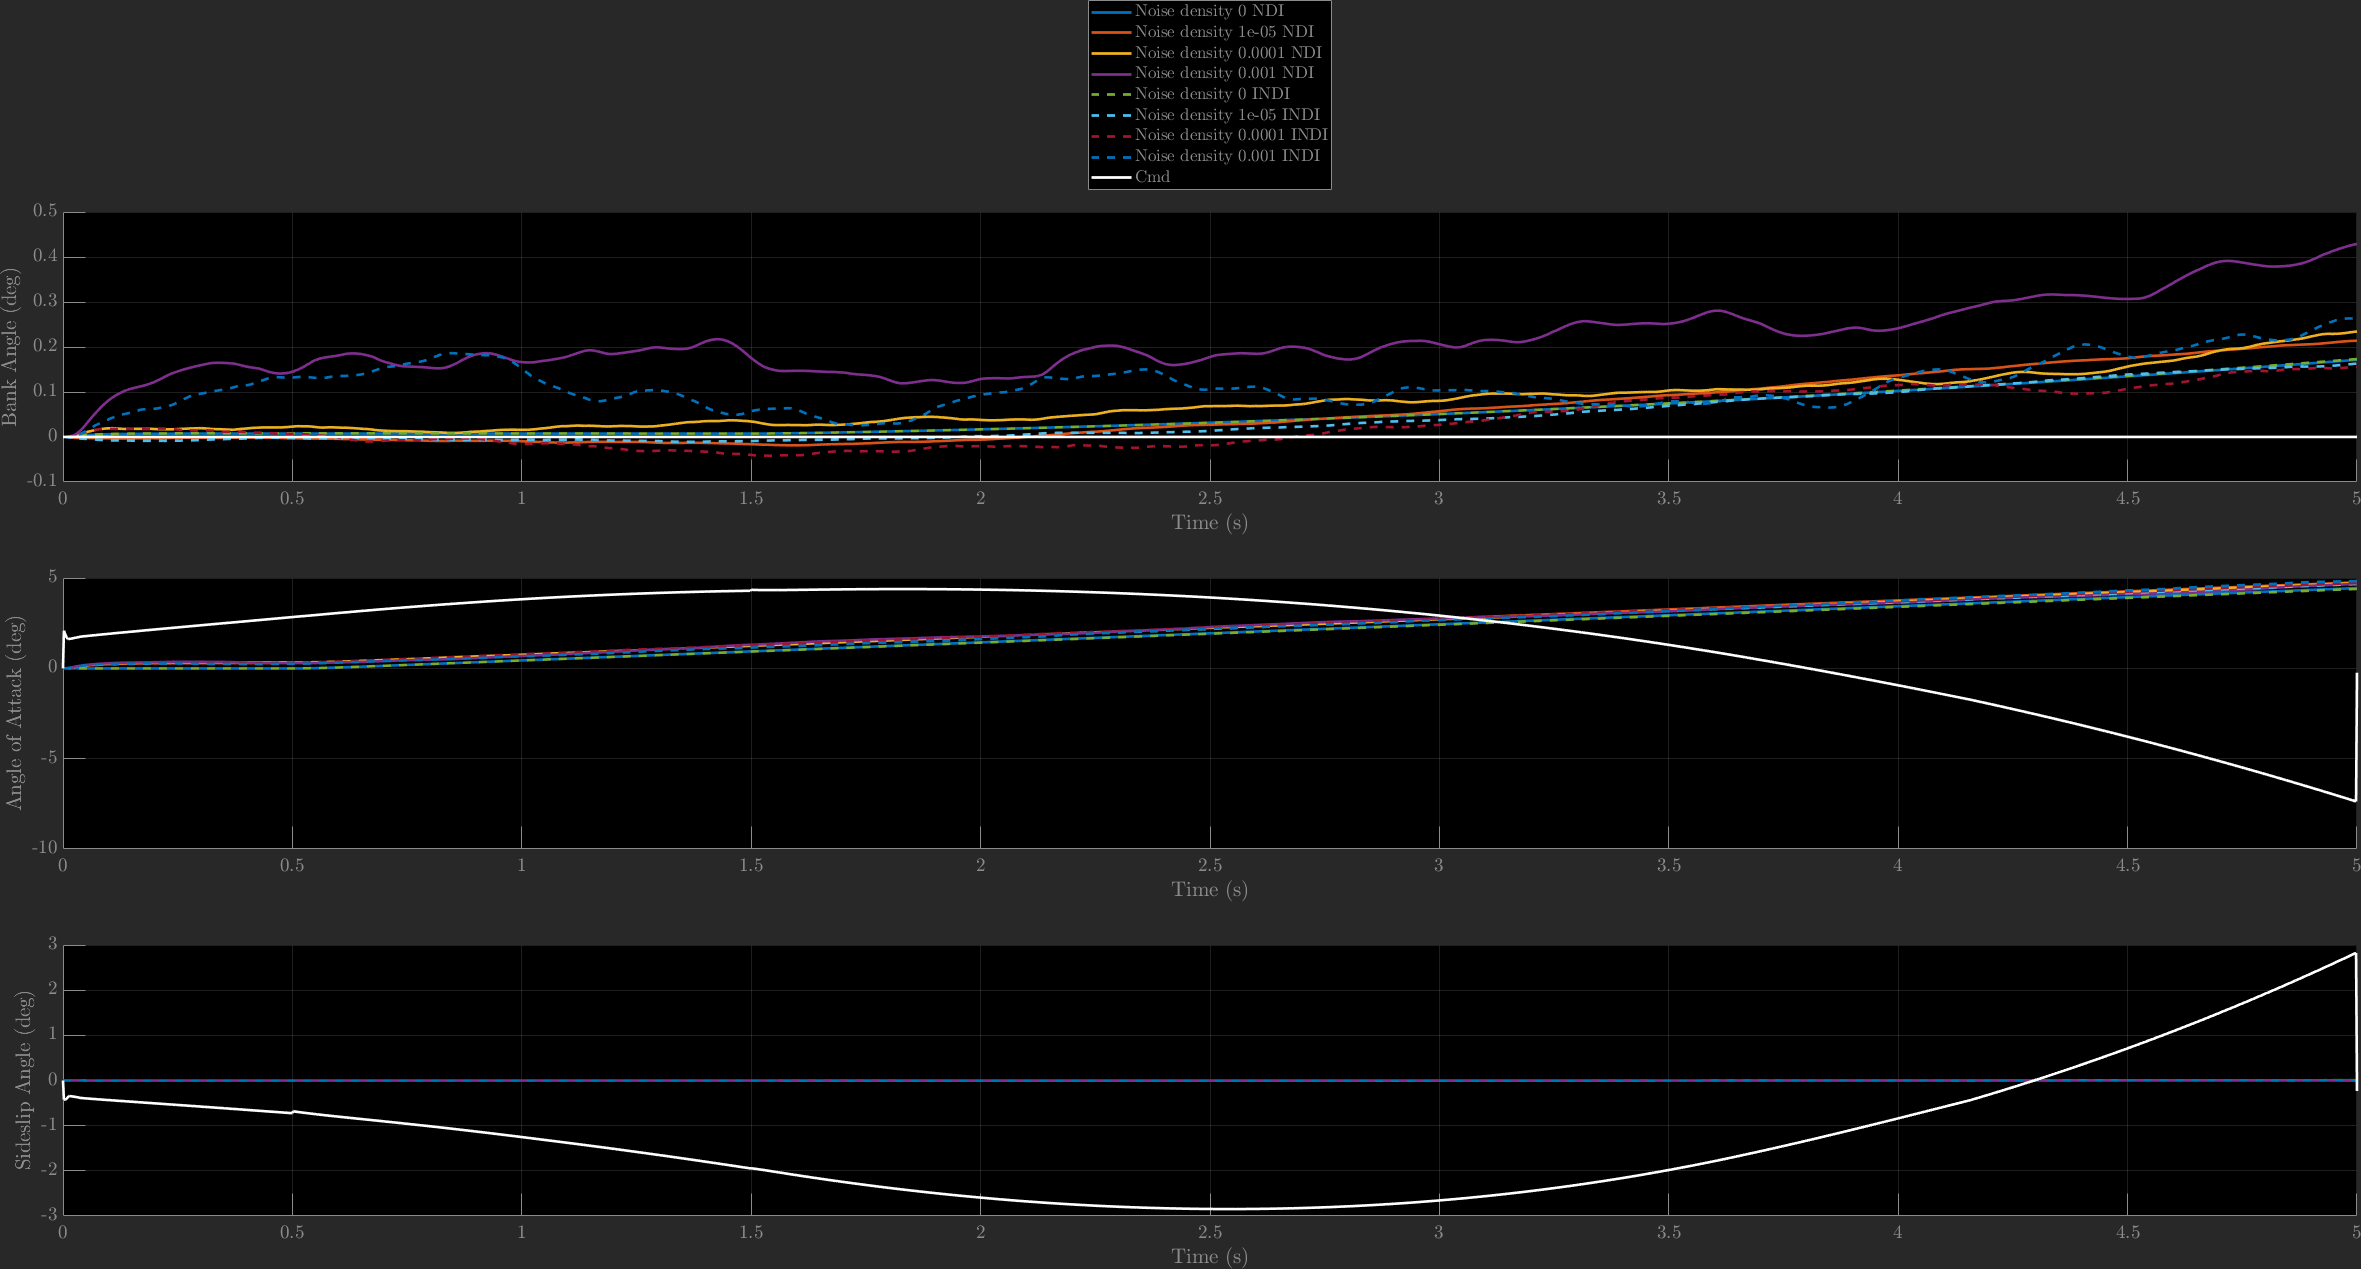 Noise density 0 NDI
Noise density 1e-05 NDI
Noise density 0.0001 NDI
Noise density 0.001 NDI
Noise density 0 INDI
Noise density 1e-05 INDI
Noise density 0.0001 INDI
Noise density 0.001 INDI
Cmd
Bank Angle (deg)
0.5
0.4
0.3
0.2
0.1
0
-0.1
0 0.5 1 1.5 2 2.5 3 3.5 4 4.5 5
Time (s)
Angle of Attack (deg)
5
0
-5
-10
0 0.5 1 1.5 2 2.5 3 3.5 4 4.5 5
Time (s)
Sideslip Angle (deg)
3
2
1
0
-1
-2
-3
0 0.5 1 1.5 2 2.5 3 3.5 4 4.5 5
Time (s)